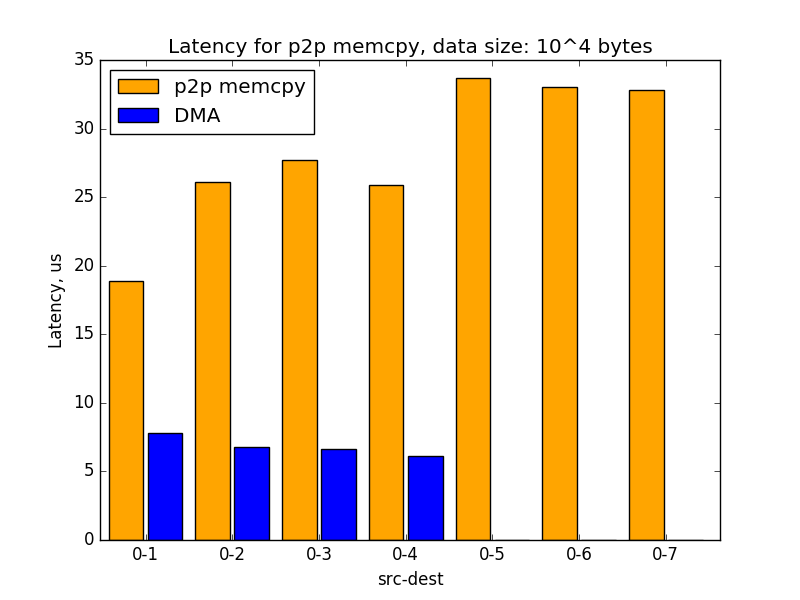 Latency for p2p memcpy, data size: 10^4 bytes
35
30
25
20
15
10
5
0
Latency, us
p2p memcpy
DMA
0-1 0-2 0-3 0-4 0-5 0-6 0-7
src-dest